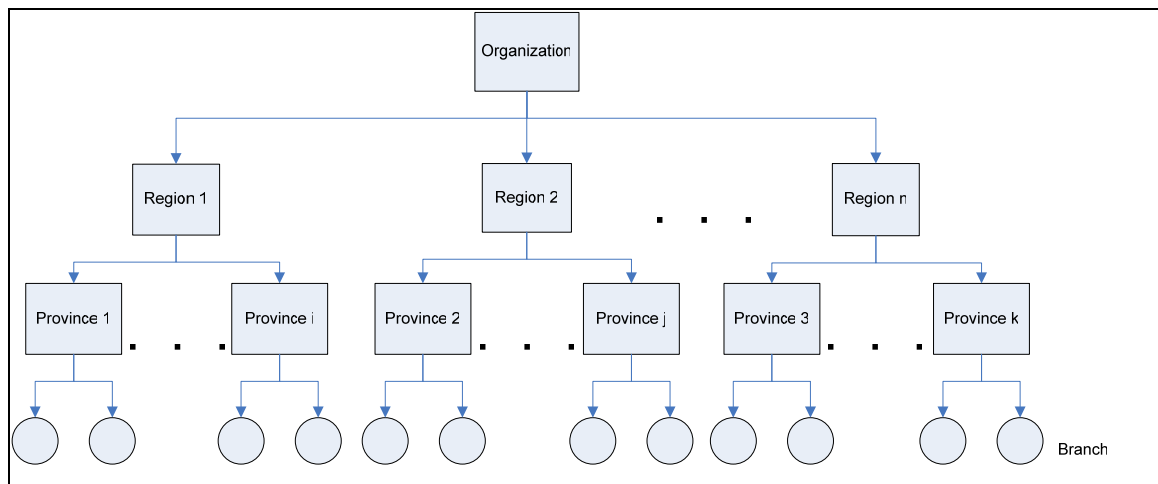 Organization
Region 1
Region 2
Region n
. . .
Province 1
. . .
Province i
Province 2
. . .
Province j
Province 3
. . .
Province k
Branch